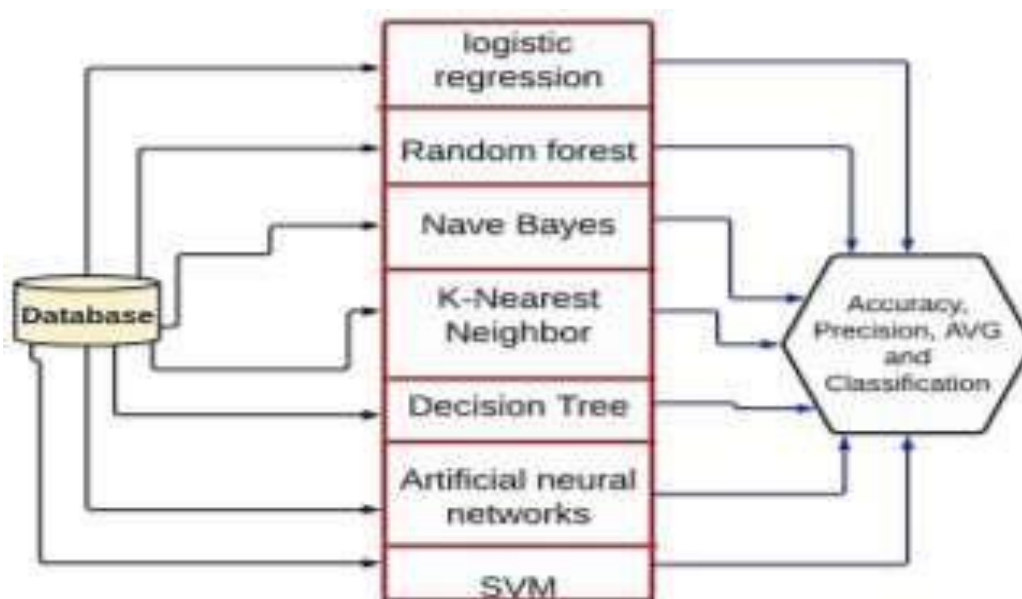 logistic
regression
Random forest
Nave Bayes
K-Nearest
Neighbor
Decision Tree
Artificial neural
networks
SVM
Database
Accutacy,
Precision, AVG
and
Classification